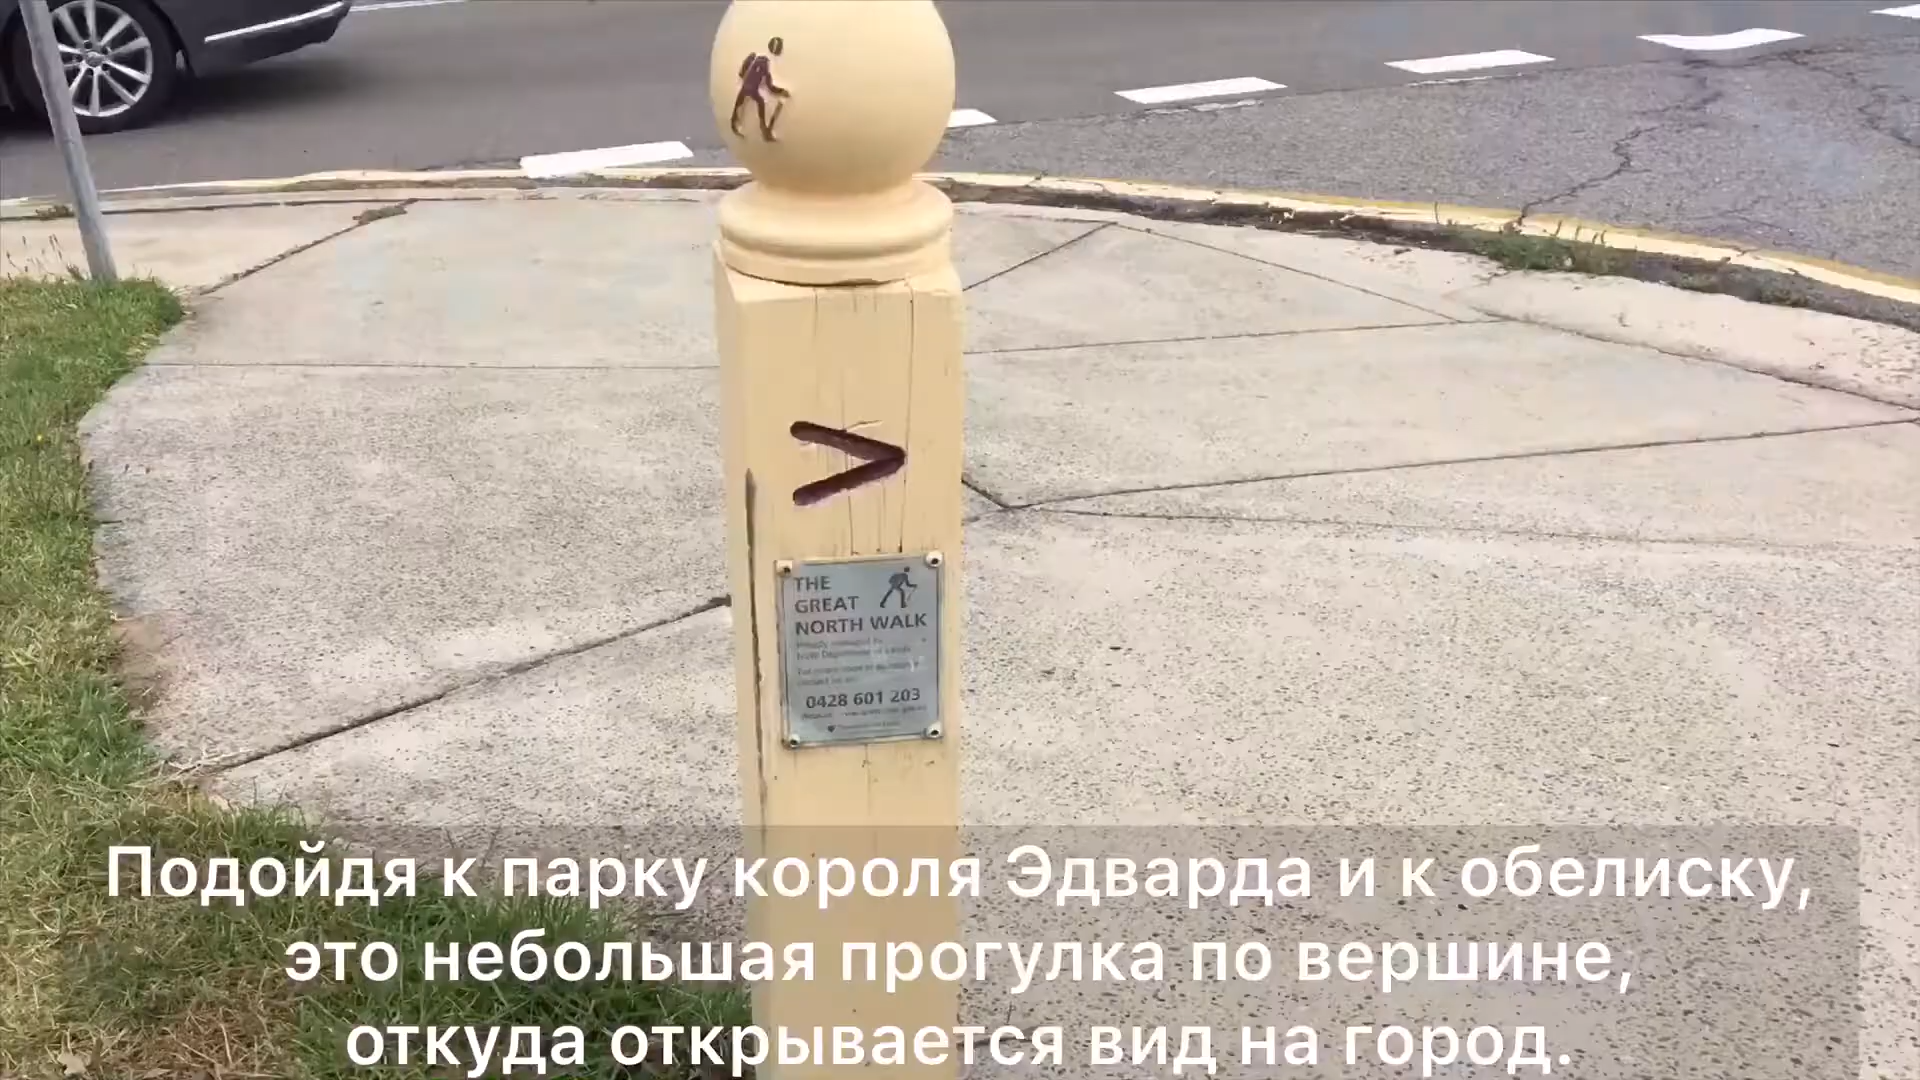 THE
GREAT
NORTH WALK
0428 601 203
Подойдя к парку короля Эдварда и к обелиску,
это небольшая прогулка по вершине,
откуда открывается вид на город.